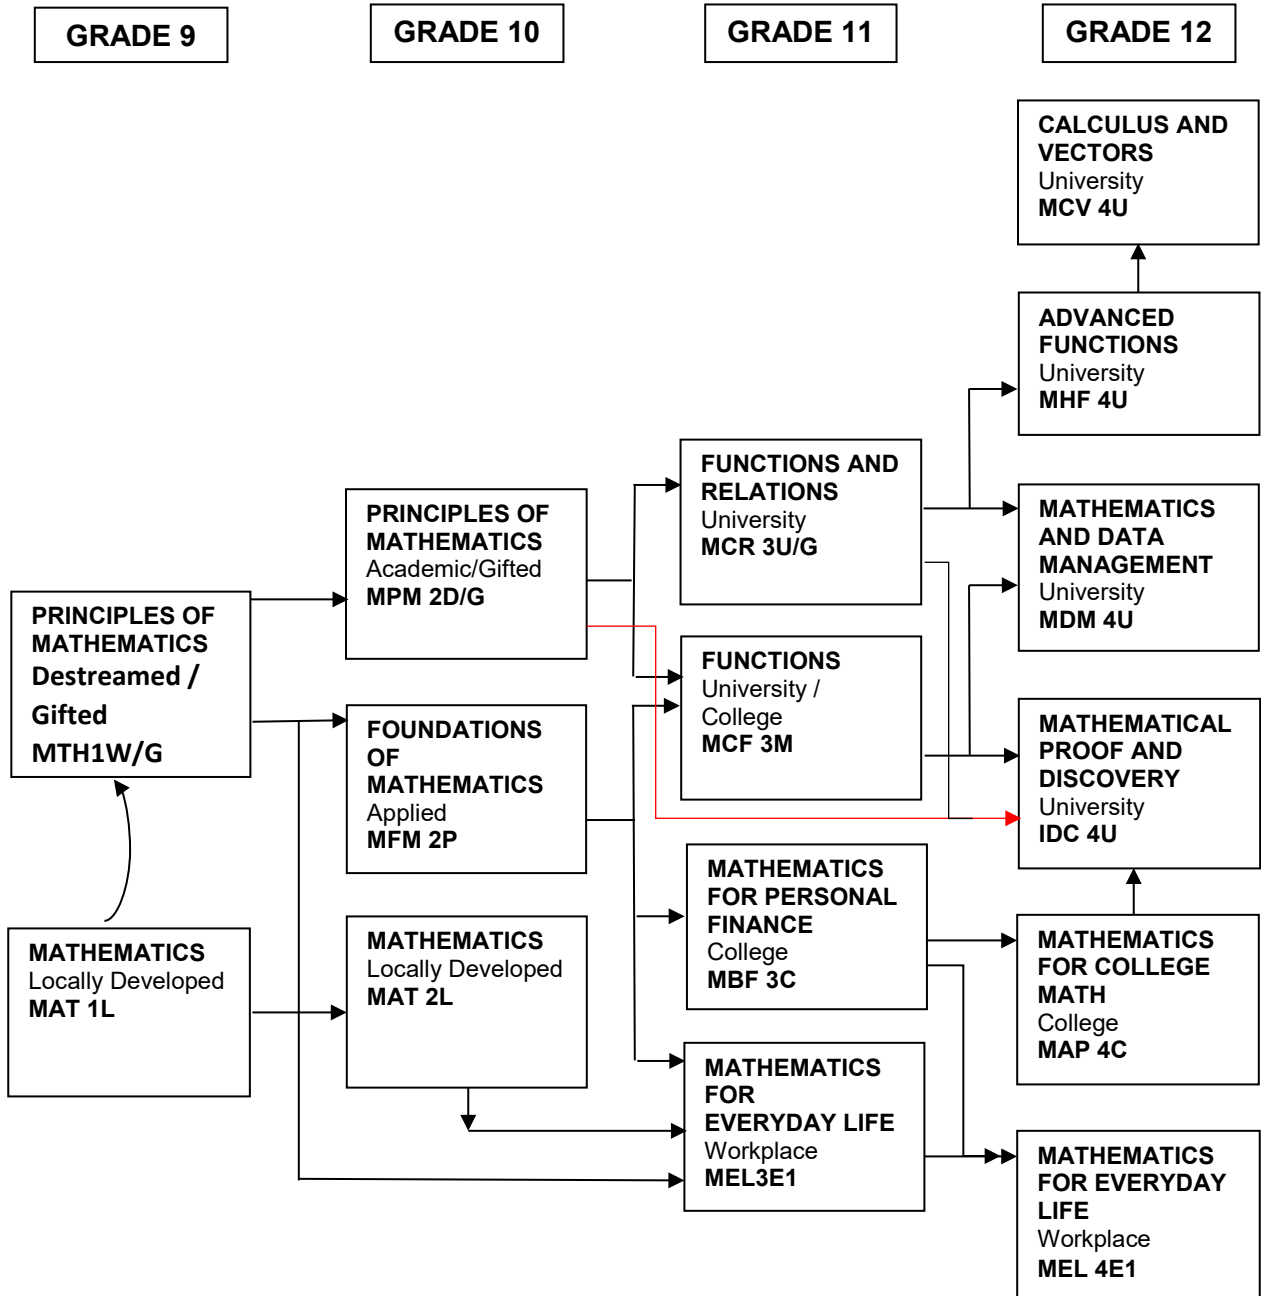 GRADE 9
GRADE 10
GRADE 11
GRADE 12
PRINCIPLES OF
MATHEMATICS
Destreamed /
Gifted
MTH1W/G
MATHEMATICS
Locally Developed
MAT 1L
PRINCIPLES OF
MATHEMATICS
Academic/Gifted
MPM 2D/G
FOUNDATIONS
OF
MATHEMATICS
Applied
MFM 2P
MATHEMATICS
Locally Developed
MAT 2L
FUNCTIONS AND
RELATIONS
University
MCR 3U/G
FUNCTIONS
University /
College
MCF 3M
MATHEMATICS
FOR PERSONAL
FINANCE
College
MBF 3C
MATHEMATICS
FOR
EVERYDAY LIFE
Workplace
MEL3E1
CALCULUS AND
VECTORS
University
MCV 4U
ADVANCED
FUNCTIONS
University
MHF 4U
MATHEMATICS
AND DATA
MANAGEMENT
University
MDM 4U
MATHEMATICAL
PROOF AND
DISCOVERY
University
IDC 4U
MATHEMATICS
FOR COLLEGE
MATH
College
MAP 4C
MATHEMATICS
FOR EVERYDAY
LIFE
Workplace
MEL 4E1